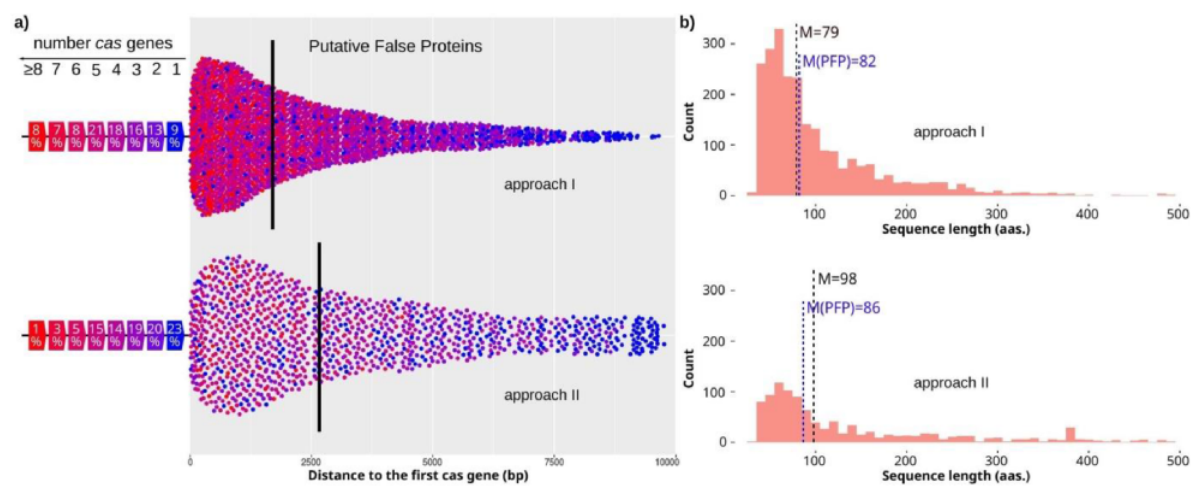 a)
number cas genes
≥8 7 6 5 4 3 2 1
8 7 8 21 18 16 13 9
% % % % % % % %
Putative False Proteins
approach I
1 3 5 15 14 19 20 23
% % % % % % % %
approach II
0 2500 5000 7500 10000
Distance to the first cas gene (bp)
b)
M=79
M(PFP)=82
300
200
100
0
Count
approach I
100 200 300 400 500
Sequence length (aas.)
M=98
M(PFP)=86
300
200
100
0
Count
approach II
100 200 300 400 500
Sequence length (aas.)